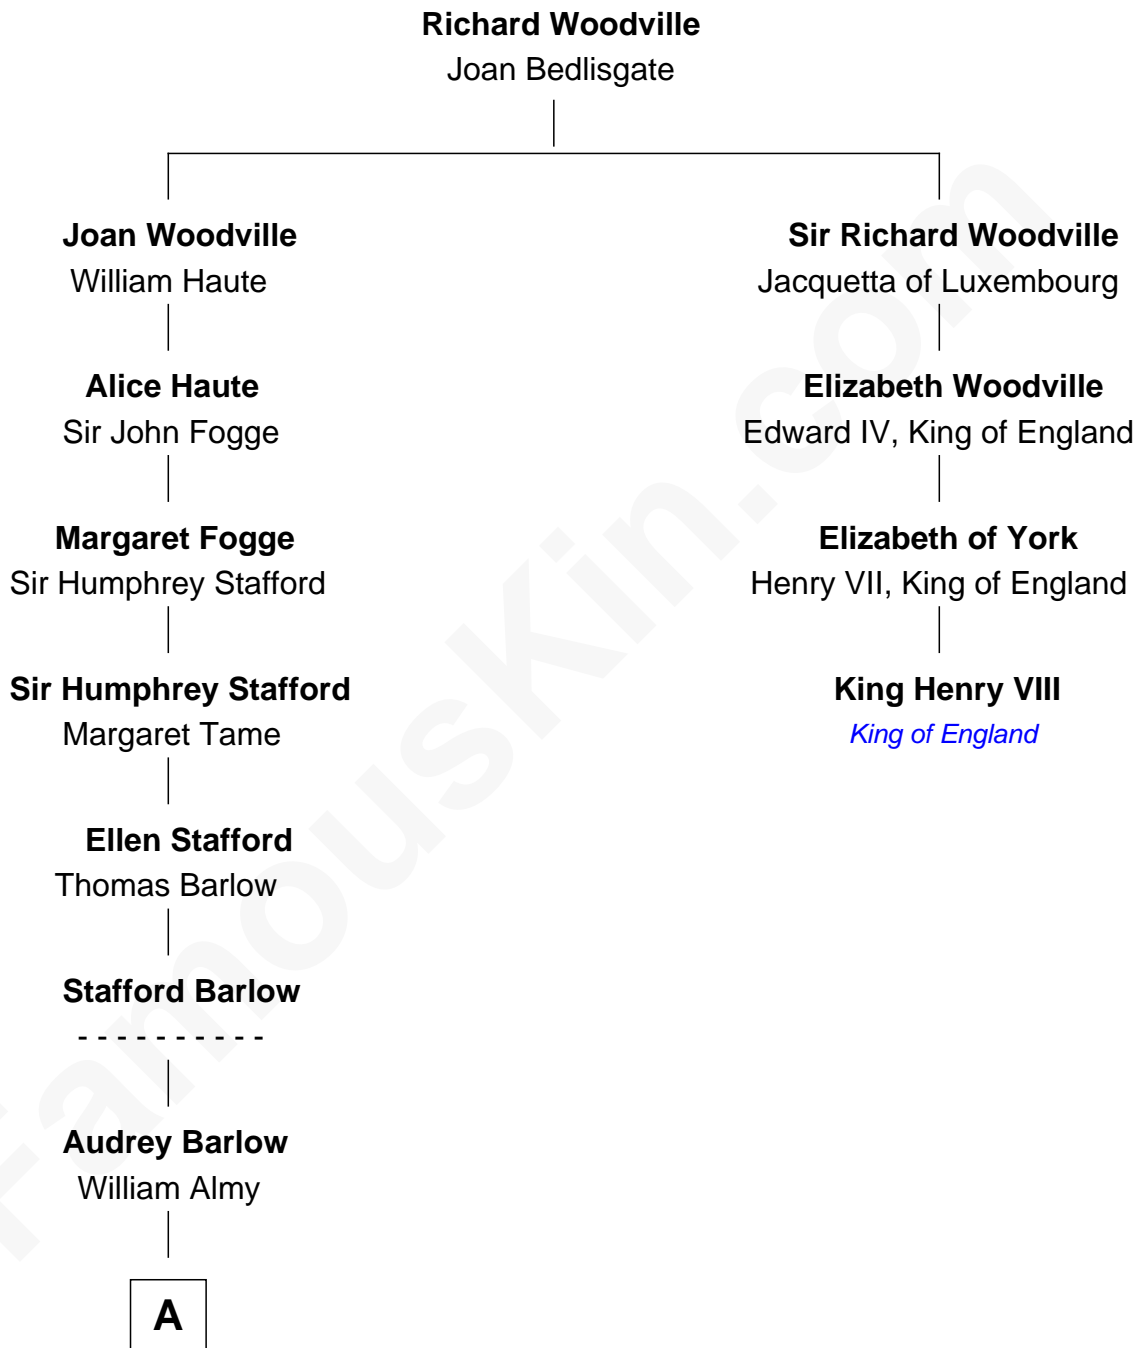 Richard Woodville
Joan Bedlisgate
Joan Woodville
William Haute
Sir Richard Woodville
Jacquetta of Luxembourg
Alice Haute
Sir John Fogge
Elizabeth Woodville
Edward IV, King of England
Margaret Fogge
Sir Humphrey Stafford
Elizabeth of York
Henry VII, King of England
Sir Humphrey Stafford
Margaret Tame
King Henry VIII
King of England
Ellen Stafford
Thomas Barlow
Stafford Barlow
- - - - - - - - - -
Audrey Barlow
William Almy
A
FamousKin.com